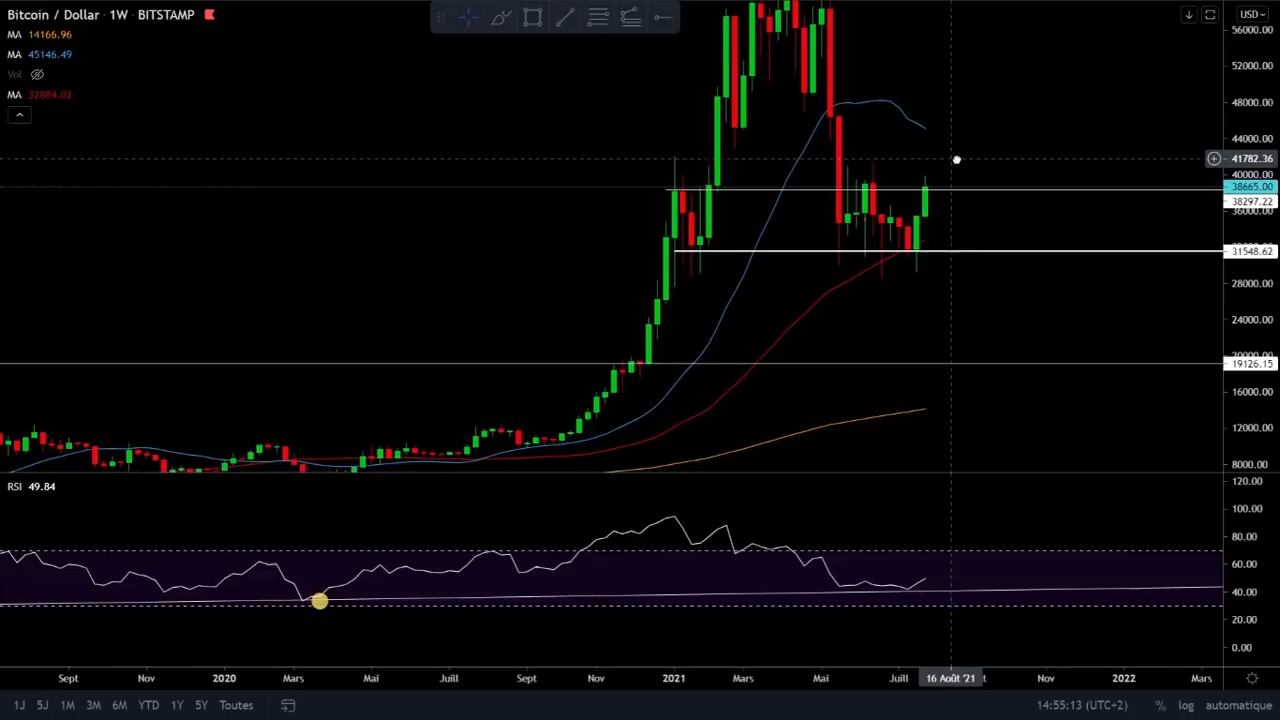 Bitcoin / Dollar · 1W · BITSTAMP
MA 14166.96
MA 45146.49
Vol
MA 32884.02
USD
56000.00
52000.00
48000.00
44000.00
41782.36
40000.00
38665.00
38297.22
36000.00
31548.62
28000.00
24000.00
20000.00
19126.15
16000.00
12000.00
8000.00
RSI 49.84
120.00
100.00
80.00
60.00
40.00
20.00
0.00
Sept Nov 2020 Mars Mai Juill Sept Nov 2021 Mars Mai Juill 16 Août '21 Nov 2022 Mars
1J 5J 1M 3M 6M YTD 1Y 5Y Toutes 14:55:13 (UTC+2) % log automatique